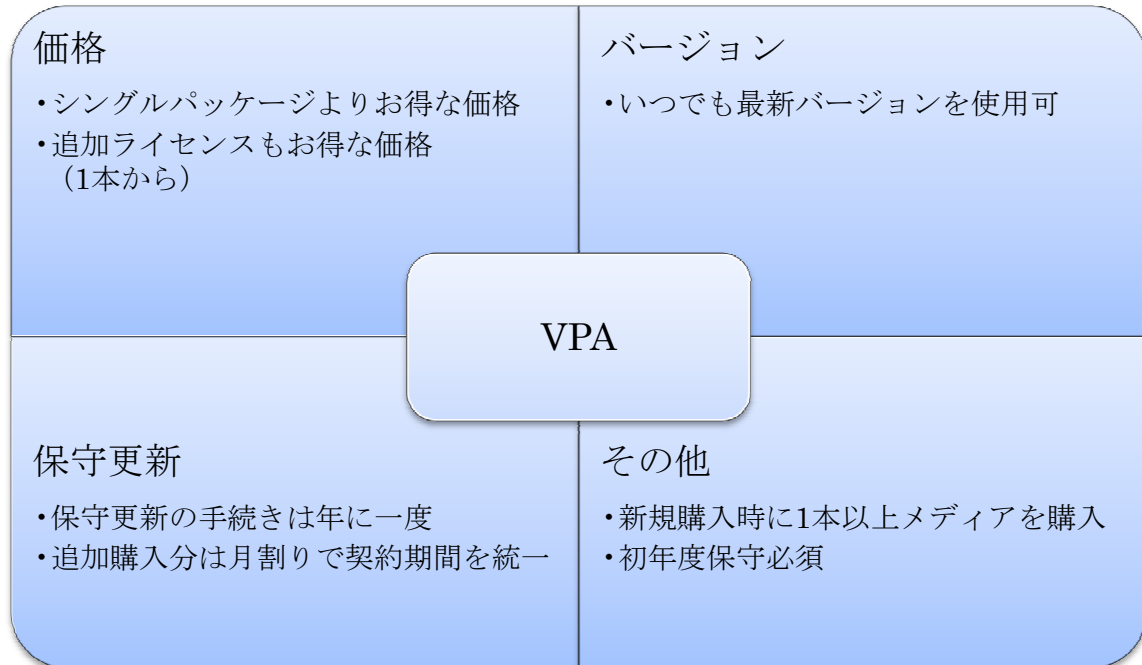 価格
・シングルパッケージよりお得な価格
・追加ライセンスもお得な価格
（1本から）
バージョン
・いつでも最新バージョンを使用可
VPA
保守更新
・保守更新の手続きは年に一度
・追加購入分は月割りで契約期間を統一
その他
・新規購入時に1本以上メディアを購入
・初年度保守必須